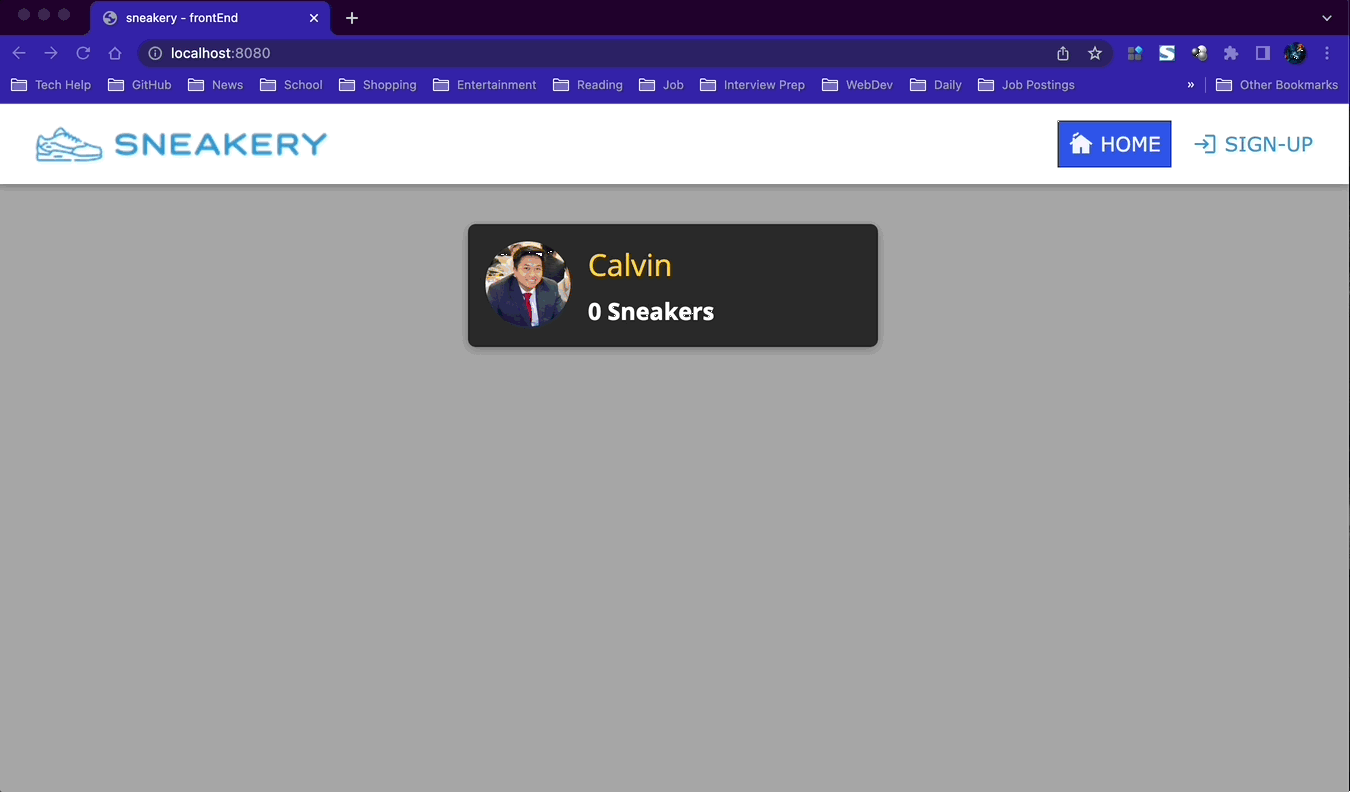 sneakery - frontEnd
localhost:8080
Tech Help GitHub News School Shopping Entertainment Reading Job Interview Prep WebDev Daily Job Postings » Other Bookmarks
SNEAKERY HOME SIGN-UP
Calvin
0 Sneakers